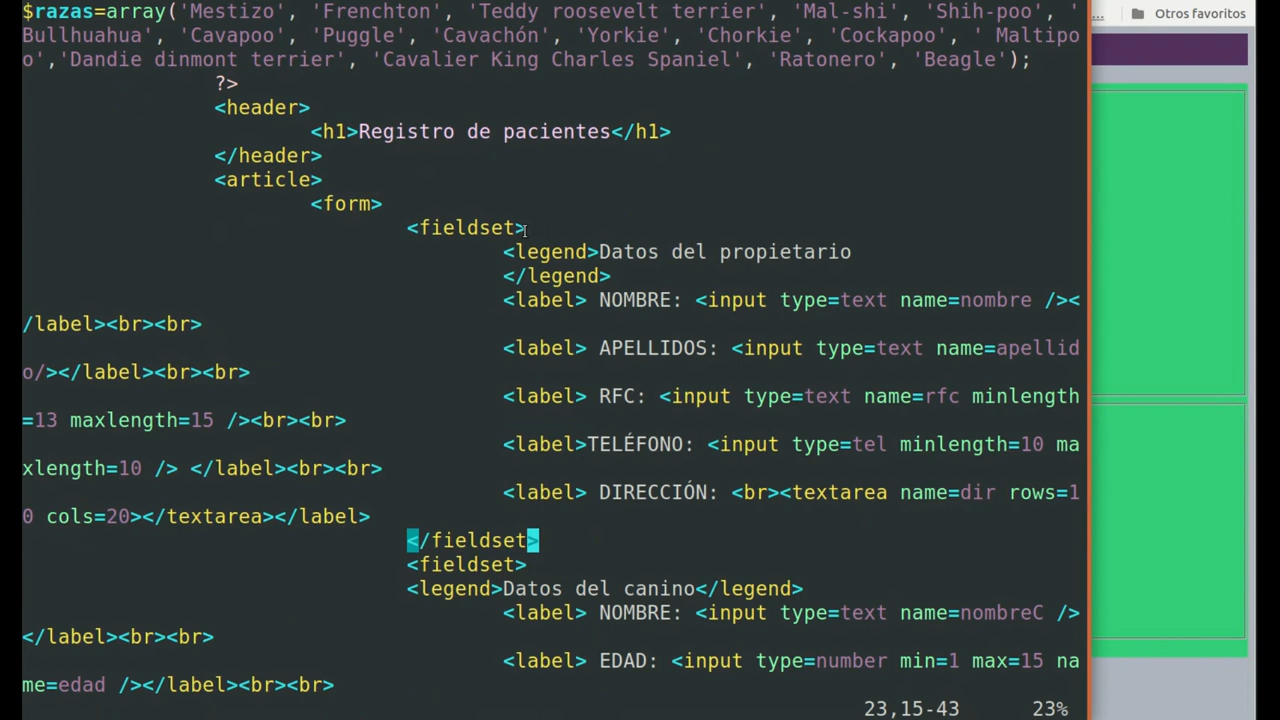 $razas=array('Mestizo', 'Frenchton', 'Teddy roosevelt terrier', 'Mal-shi', 'Shih-poo', '
Bullhuahua', 'Cavapoo', 'Puggle', 'Cavachón', 'Yorkie', 'Chorkie', 'Cockapoo', ' Maltipo
o','Dandie dinmont terrier', 'Cavalier King Charles Spaniel', 'Ratonero', 'Beagle');
?>
<header>
<h1>Registro de pacientes</h1>
</header>
<article>
<form>
<fieldset>
<legend>Datos del propietario
</legend>
<label> NOMBRE: <input type=text name=nombre /><
/label><br><br>
<label> APELLIDOS: <input type=text name=apellid
o/></label><br><br>
<label> RFC: <input type=text name=rfc minlength
=13 maxlength=15 /><br><br>
<label>TELÉFONO: <input type=tel minlength=10 ma
xlength=10 /> </label><br><br>
<label> DIRECCIÓN: <br><textarea name=dir rows=1
0 cols=20></textarea></label>
</fieldset>
<fieldset>
<legend>Datos del canino</legend>
<label> NOMBRE: <input type=text name=nombreC />
</label><br><br>
<label> EDAD: <input type=number min=1 max=15 na
me=edad /></label><br><br>
23,15-43 23%
... Otros favoritos